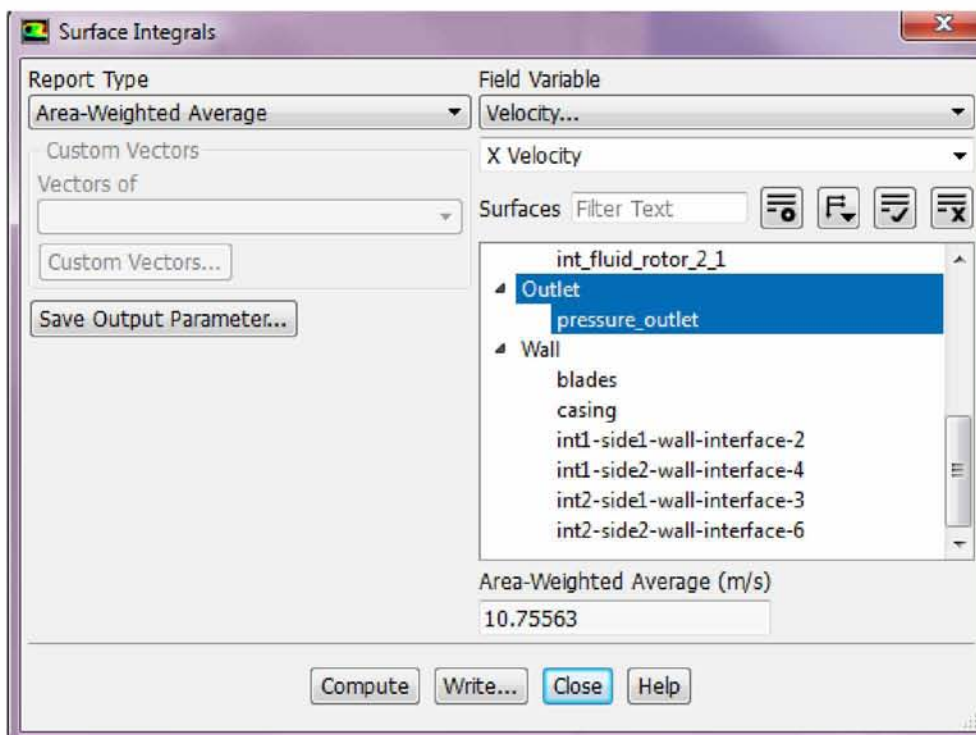 Surface Integrals
Report Type
Area-Weighted Average
Custom Vectors
Vectors of
Custom Vectors...
Save Output Parameter...
Field Variable
Velocity...
X Velocity
Surfaces Filter Text
int_fluid_rotor_2_1
Outlet
pressure_outlet
Wall
blades
casing
int1-side1-wall-interface-2
int1-side2-wall-interface-4
int2-side1-wall-interface-3
int2-side2-wall-interface-6
Area-Weighted Average (m/s)
10.75563
Compute Write... Close Help